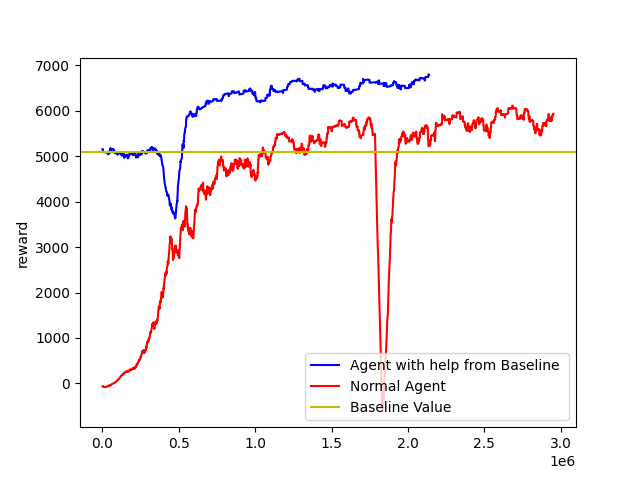 7000
6000
5000
4000
3000
2000
1000
0
reward
0.0 0.5 1.0 1.5 2.0 2.5 3.0
1e6
Agent with help from Baseline
Normal Agent
Baseline Value